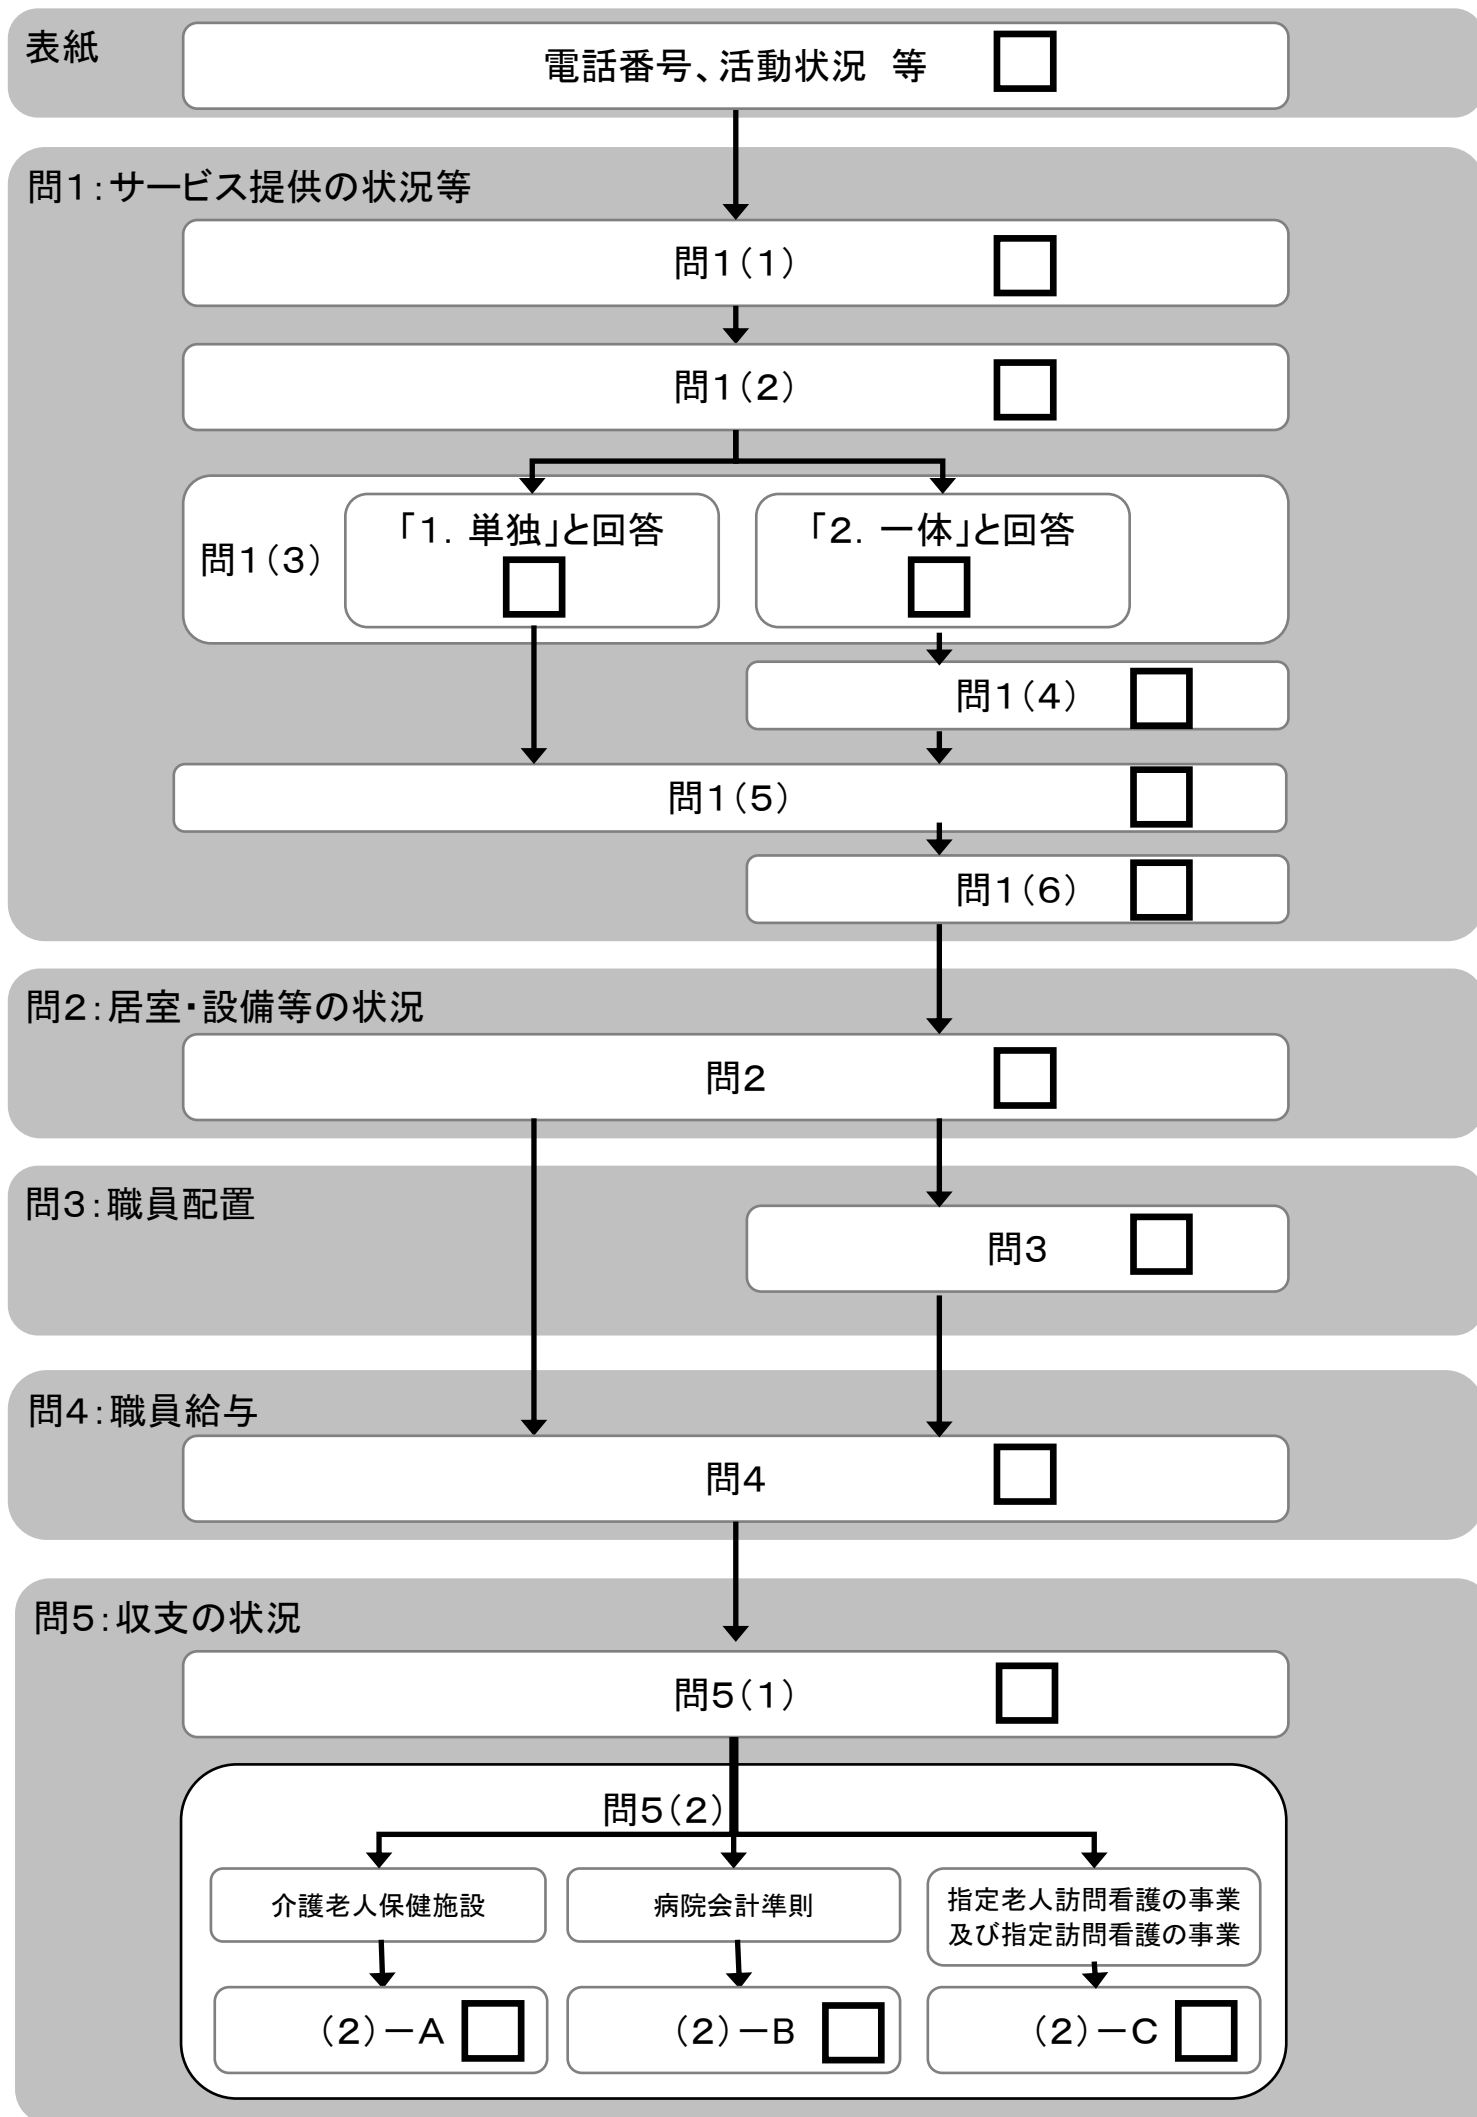 表紙
電話番号、活動状況　等
問１：サービス提供の状況等
問１（１）
問１（２）
問１（３）
「１．単独」と回答
「２．一体」と回答
問１（４）
問１（５）
問１（６）
問２：居室・設備等の状況
問２
問３：職員配置
問３
問４：職員給与
問４
問５：収支の状況
問５（１）
問５（２）
介護老人保健施設
病院会計準則
指定老人訪問看護の事業
及び指定訪問看護の事業
（２）－Ａ
（２）－Ｂ
（２）－Ｃ